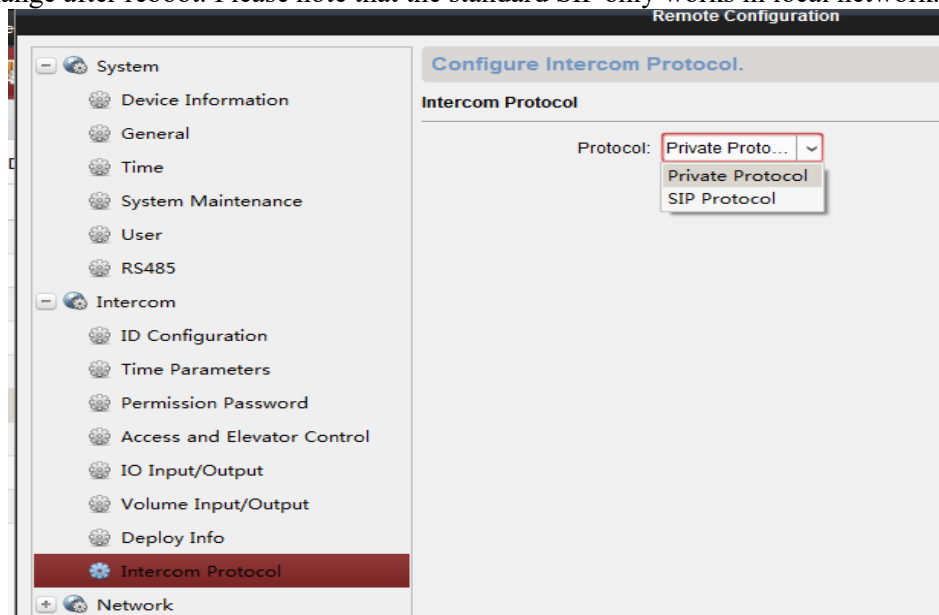 ange after reboot. Please note that the standard SIP only works in local network.
Remote Configuration
System
Device Information
General
Time
System Maintenance
User
RS485
Intercom
ID Configuration
Time Parameters
Permission Password
Access and Elevator Control
IO Input/Output
Volume Input/Output
Deploy Info
Intercom Protocol
Network
Configure Intercom Protocol.
Intercom Protocol
Protocol: Private Proto...
Private Protocol
SIP Protocol